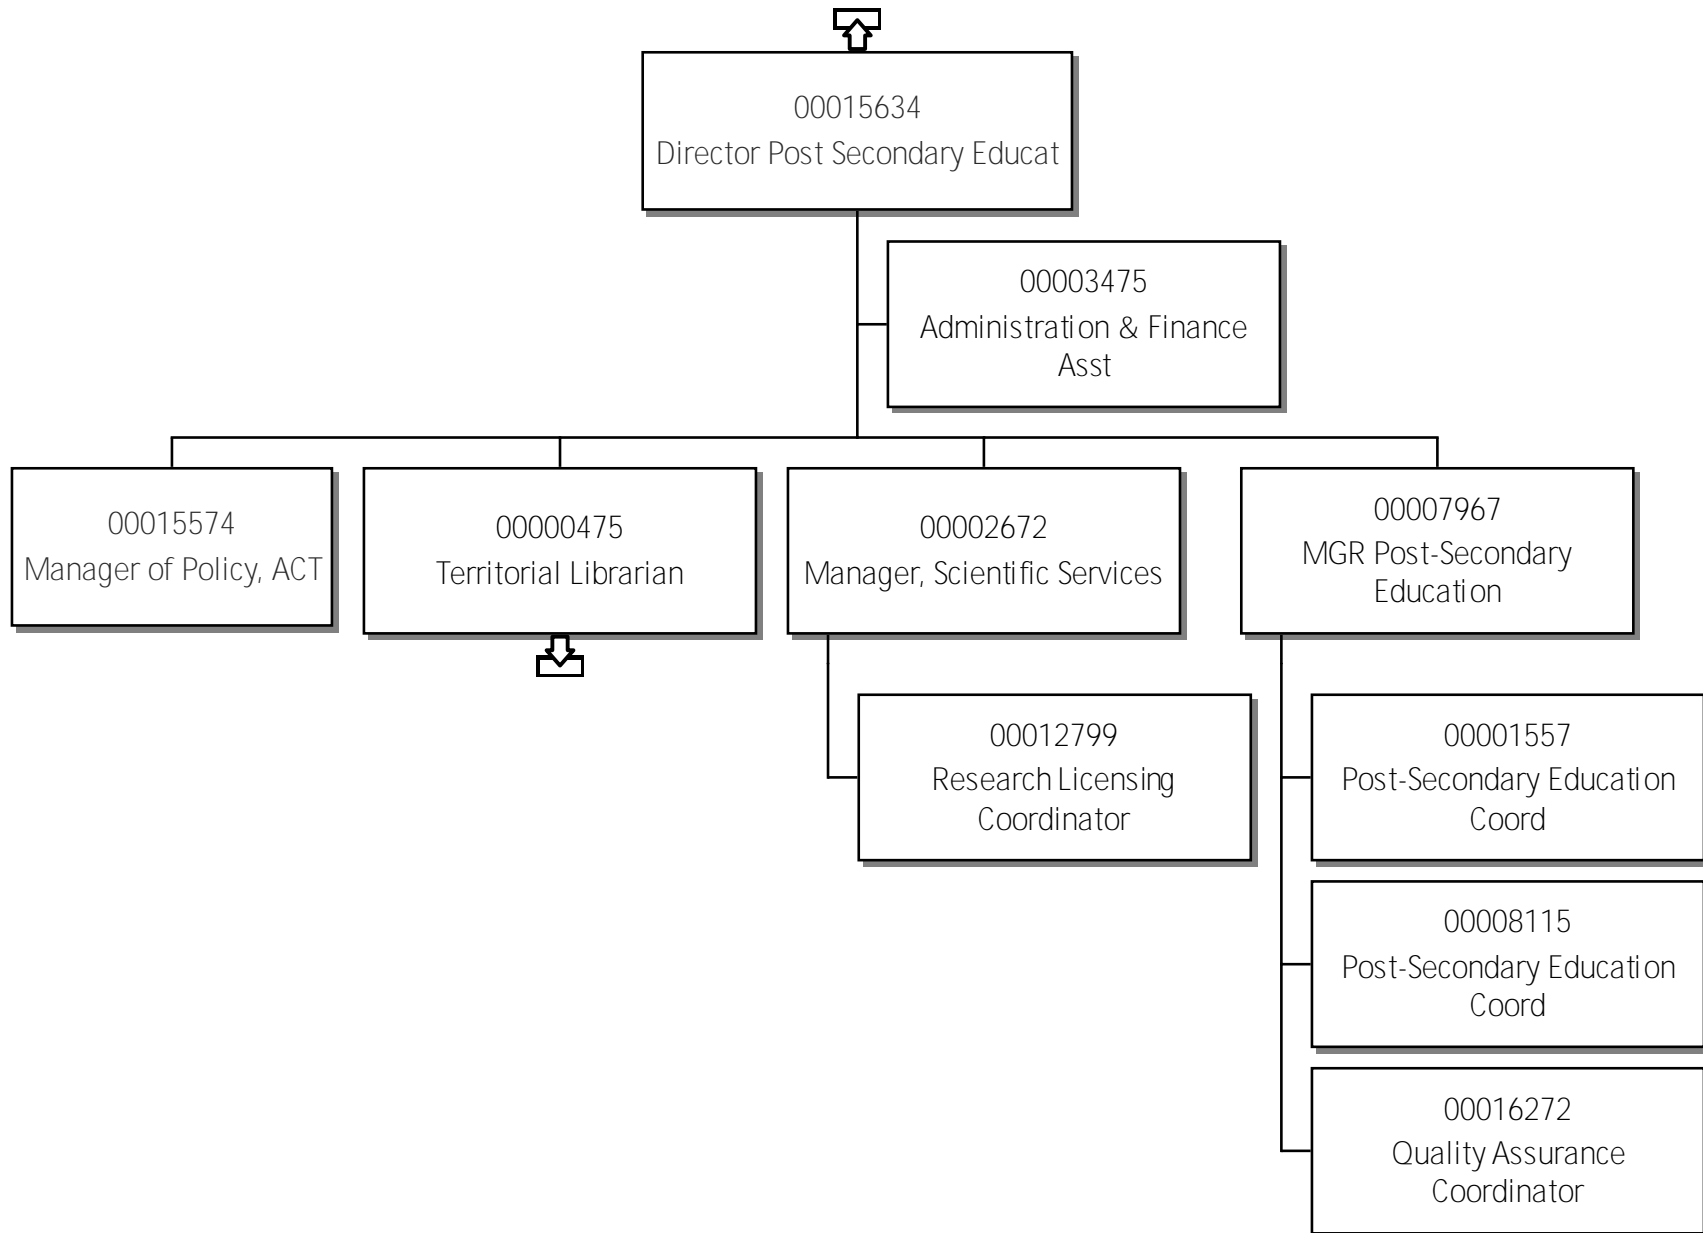 00015634
Director Post Secondary Educat
00003475
Administration & Finance
Asst
00015574
Manager of Policy, ACT
00000475
Territorial Librarian
00002672
Manager, Scientific Services
00007967
MGR Post-Secondary
Education
00012799
Research Licensing
Coordinator
00001557
Post-Secondary Education
Coord
00008115
Post-Secondary Education
Coord
00016272
Quality Assurance
Coordinator